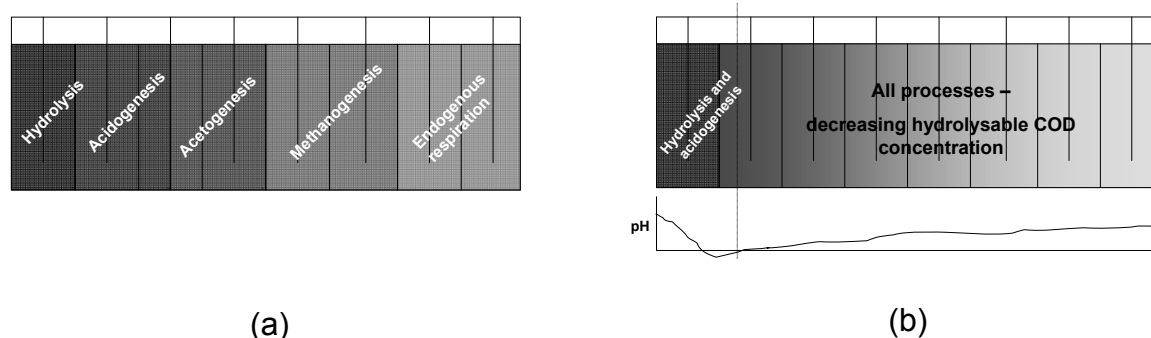 Hydrolysis
Acidogenesis
Acetogenesis
Methanogenesis
Endogenous
respiration
(a)
Hydrolysis and
acidogenesis
All processes –
decreasing hydrolysable COD
concentration
pH
(b)